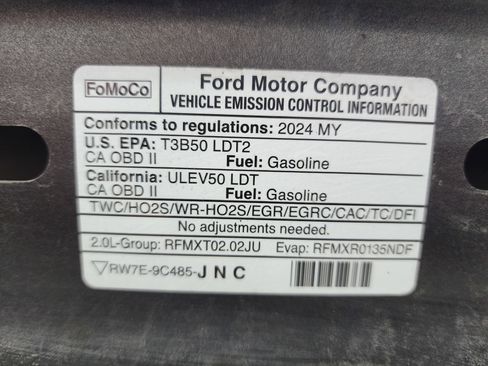 FoMoCo
Ford Motor Company
VEHICLE EMISSION CONTROL INFORMATION
Conforms to regulations: 2024 MY
U.S. EPA: T3B50 LDT2
CA OBD II Fuel: Gasoline
California: ULEV50 LDT
CA OBD II Fuel: Gasoline
TWC/HO2S/WR-HO2S/EGR/EGRC/CAC/TC/DFI
No adjustments needed.
2.0L-Group: RFMXT02.02JU Evap: RFMXR0135NDF
RW7E-9C485-JNC